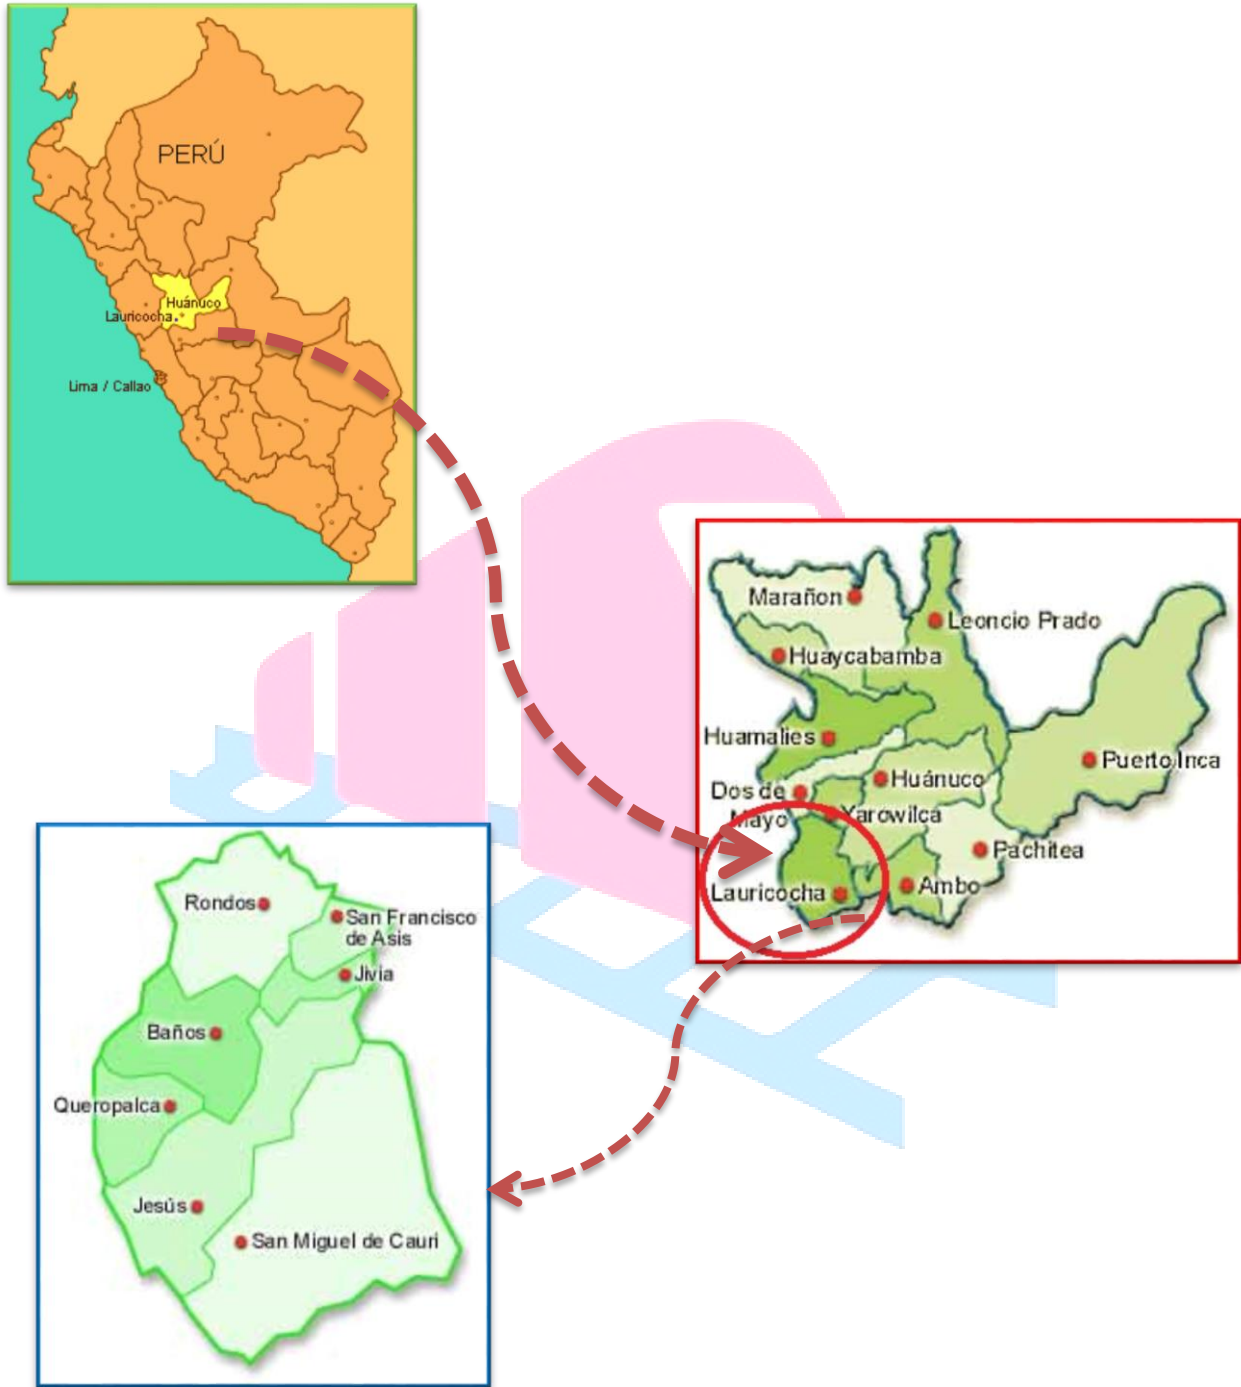 PERÚ
Huánuco
Lauricocha
Lima / Callao
Marañon
Leoncio Prado
Huaycabamba
Huamalies
Puerto Inca
Huánuco
Dos de
Mayo
Yarowilca
Pachitea
Lauricocha
Ambo
Rondos
San Francisco
de Asis
Jivia
Baños
Queropalca
Jesús
San Miguel de Cauri